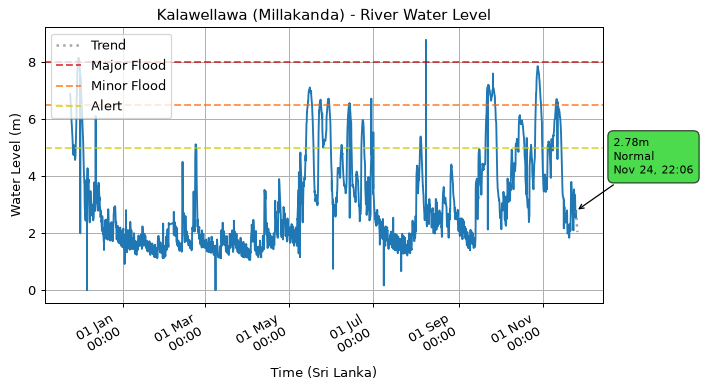 Kalawellawa (Millakanda) - River Water Level
Trend
Major Flood
Minor Flood
Alert
8
6
4
2
0
Water Level (m)
2.78m
Normal
Nov 24, 22:06
01 Jan
00:00
01 Mar
00:00
01 May
00:00
01 Jul
00:00
01 Sep
00:00
01 Nov
00:00
Time (Sri Lanka)